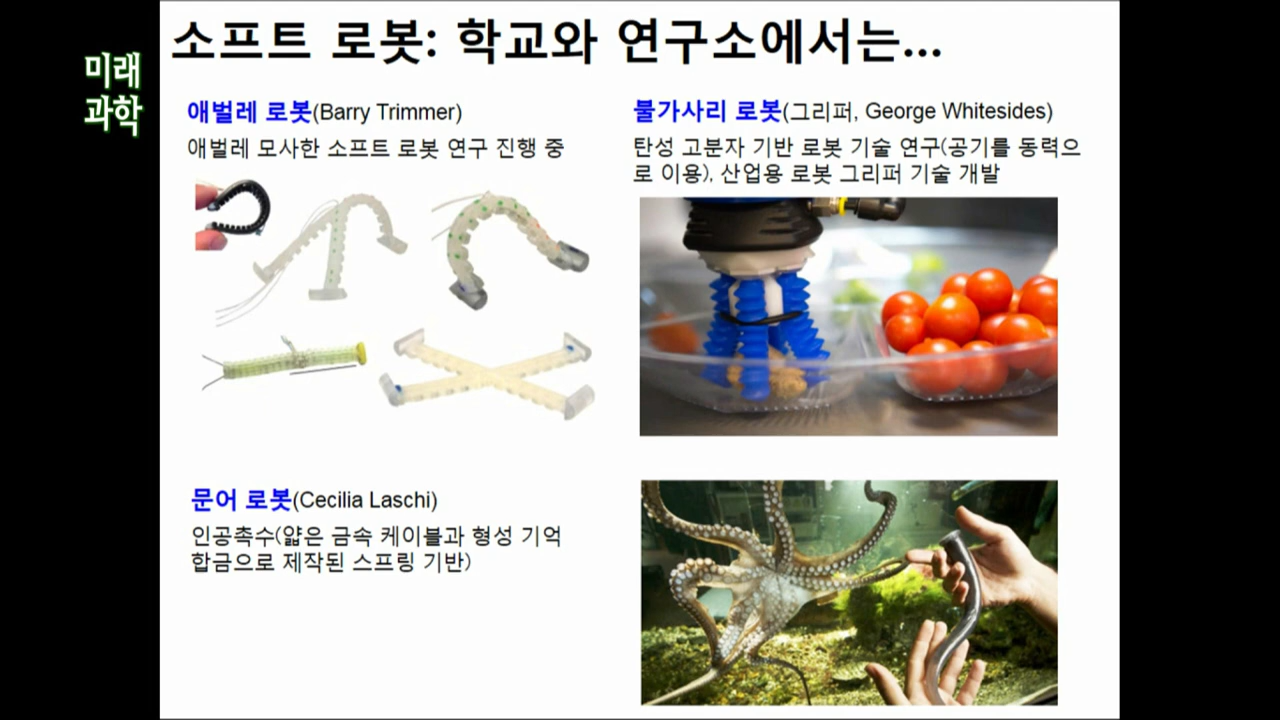 미래
과학
소프트 로봇: 학교와 연구소에서는...
애벌레 로봇(Barry Trimmer)
애벌레 모사한 소프트 로봇 연구 진행 중
불가사리 로봇(그리퍼, George Whitesides)
탄성 고분자 기반 로봇 기술 연구(공기를 동력으
로 이용), 산업용 로봇 그리퍼 기술 개발
문어 로봇(Cecilia Laschi)
인공촉수(얇은 금속 케이블과 형성 기억
합금으로 제작된 스프링 기반)